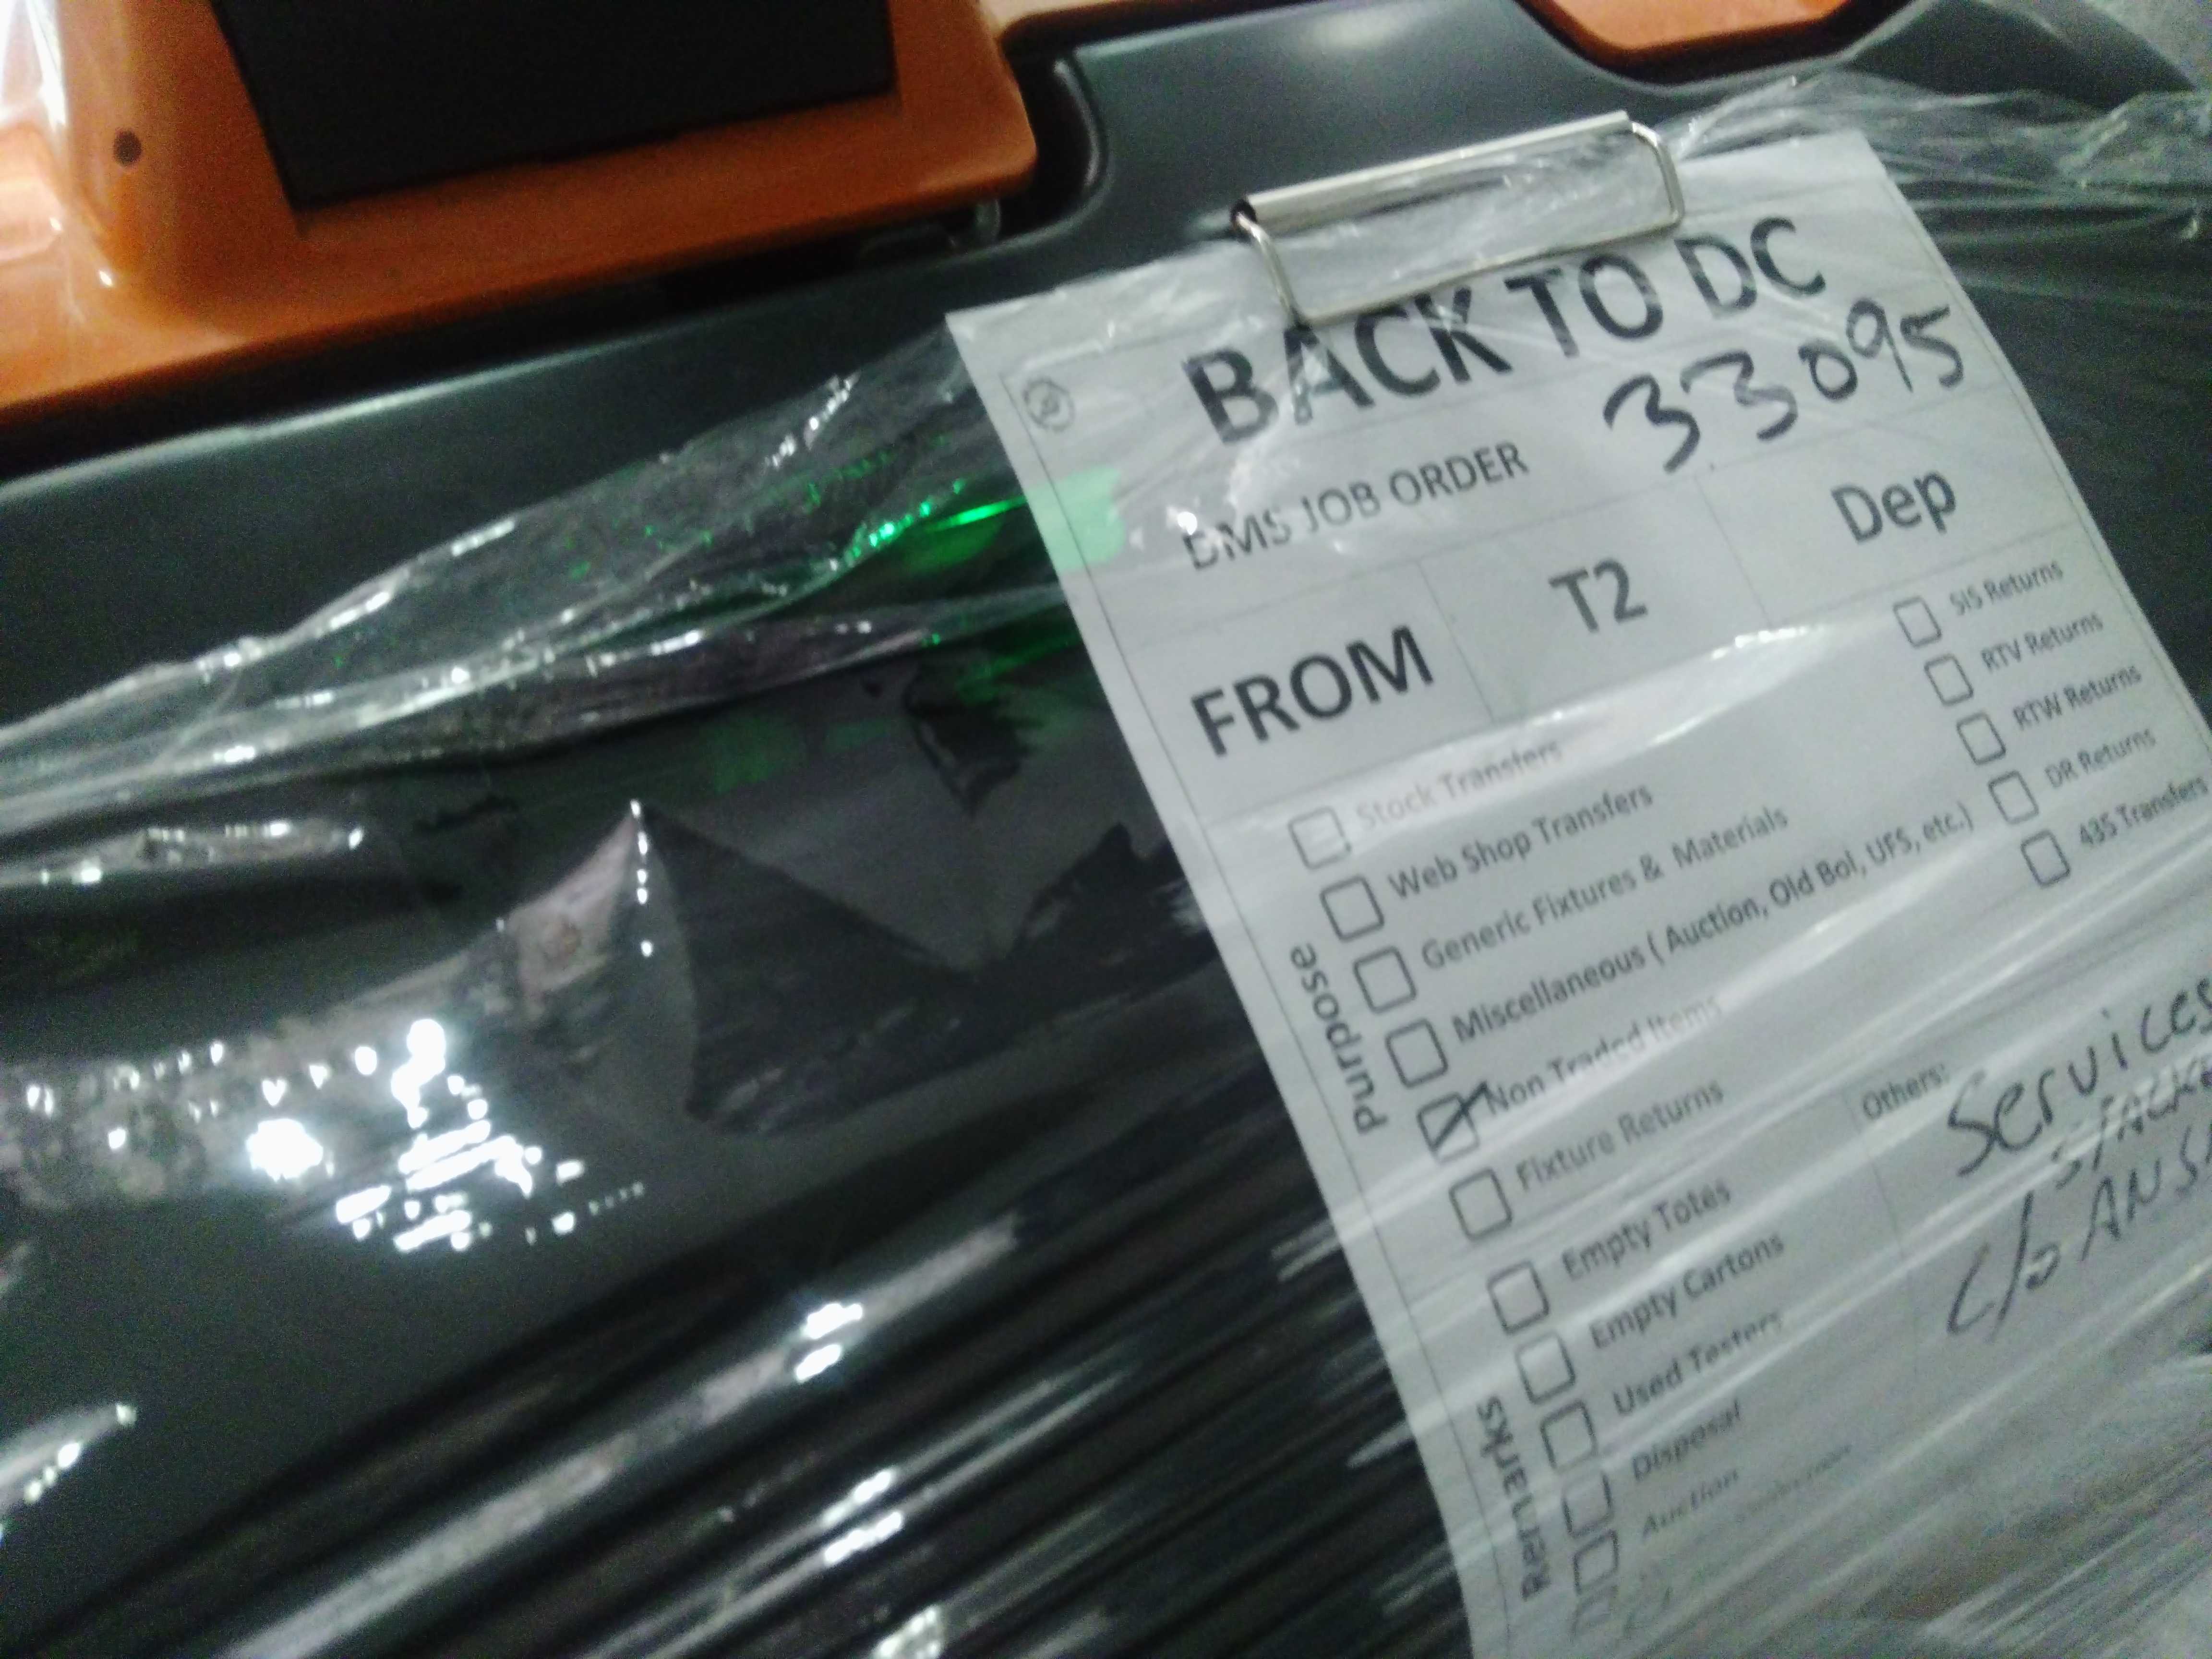 BACK TO DC
DMS JOB ORDER 33095
FROM T2 Dep
Purpose
Stock Transfers
Web Shop Transfers
Generic Fixtures & Materials
Miscellaneous ( Auction, Old Bol, UFS, etc.)
Non Traded Items
Fixture Returns
SIS Returns
RTV Returns
RTW Returns
DR Returns
435 Transfers
Remarks
Empty Totes
Empty Cartons
Used Testers
Disposal
Auction
Others:
Services
c/o